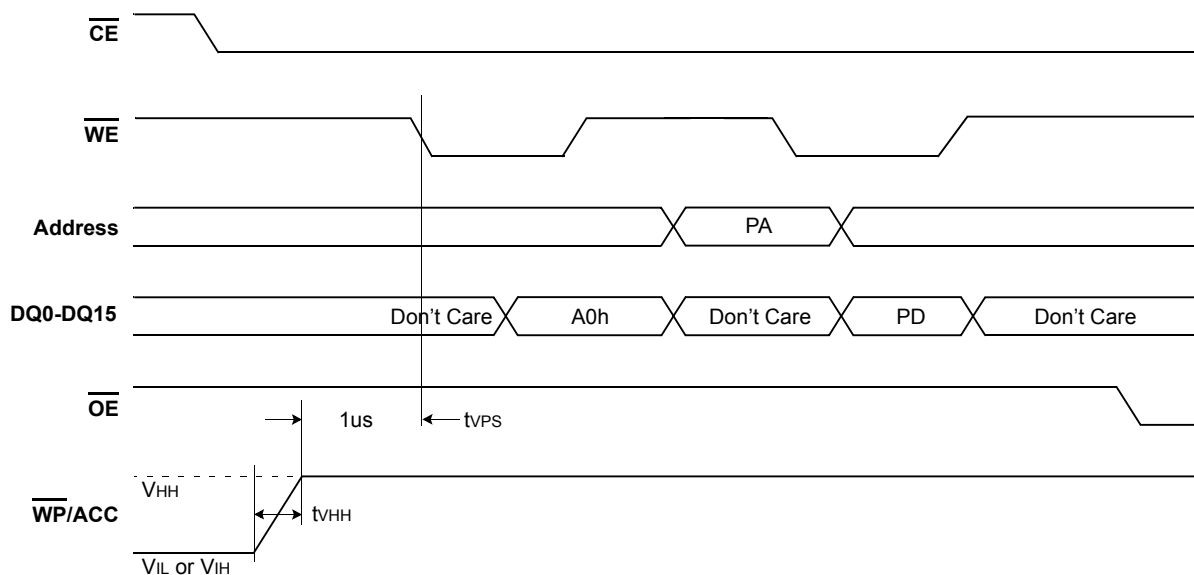 CE
WE
Address
PA
DQ0-DQ15
Don't Care
A0h
Don't Care
PD
Don't Care
OE
1us
tVPS
VHH
WP/ACC
tVHH
VIL or VIH